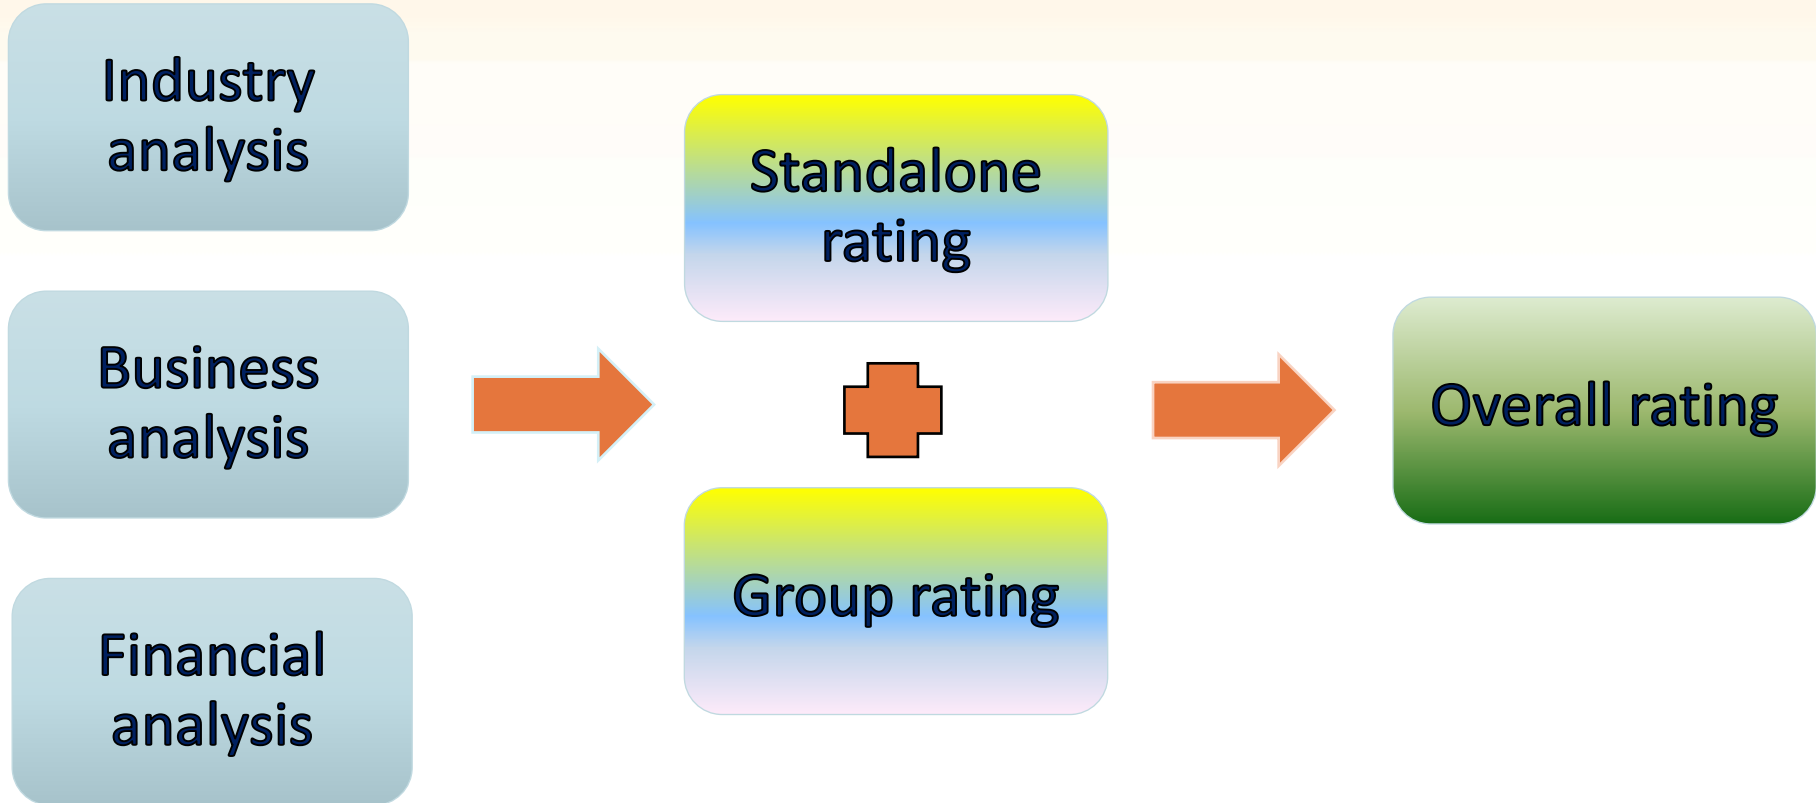 Industry
analysis
Business
analysis
Financial
analysis
Standalone
rating
Group rating
Overall rating